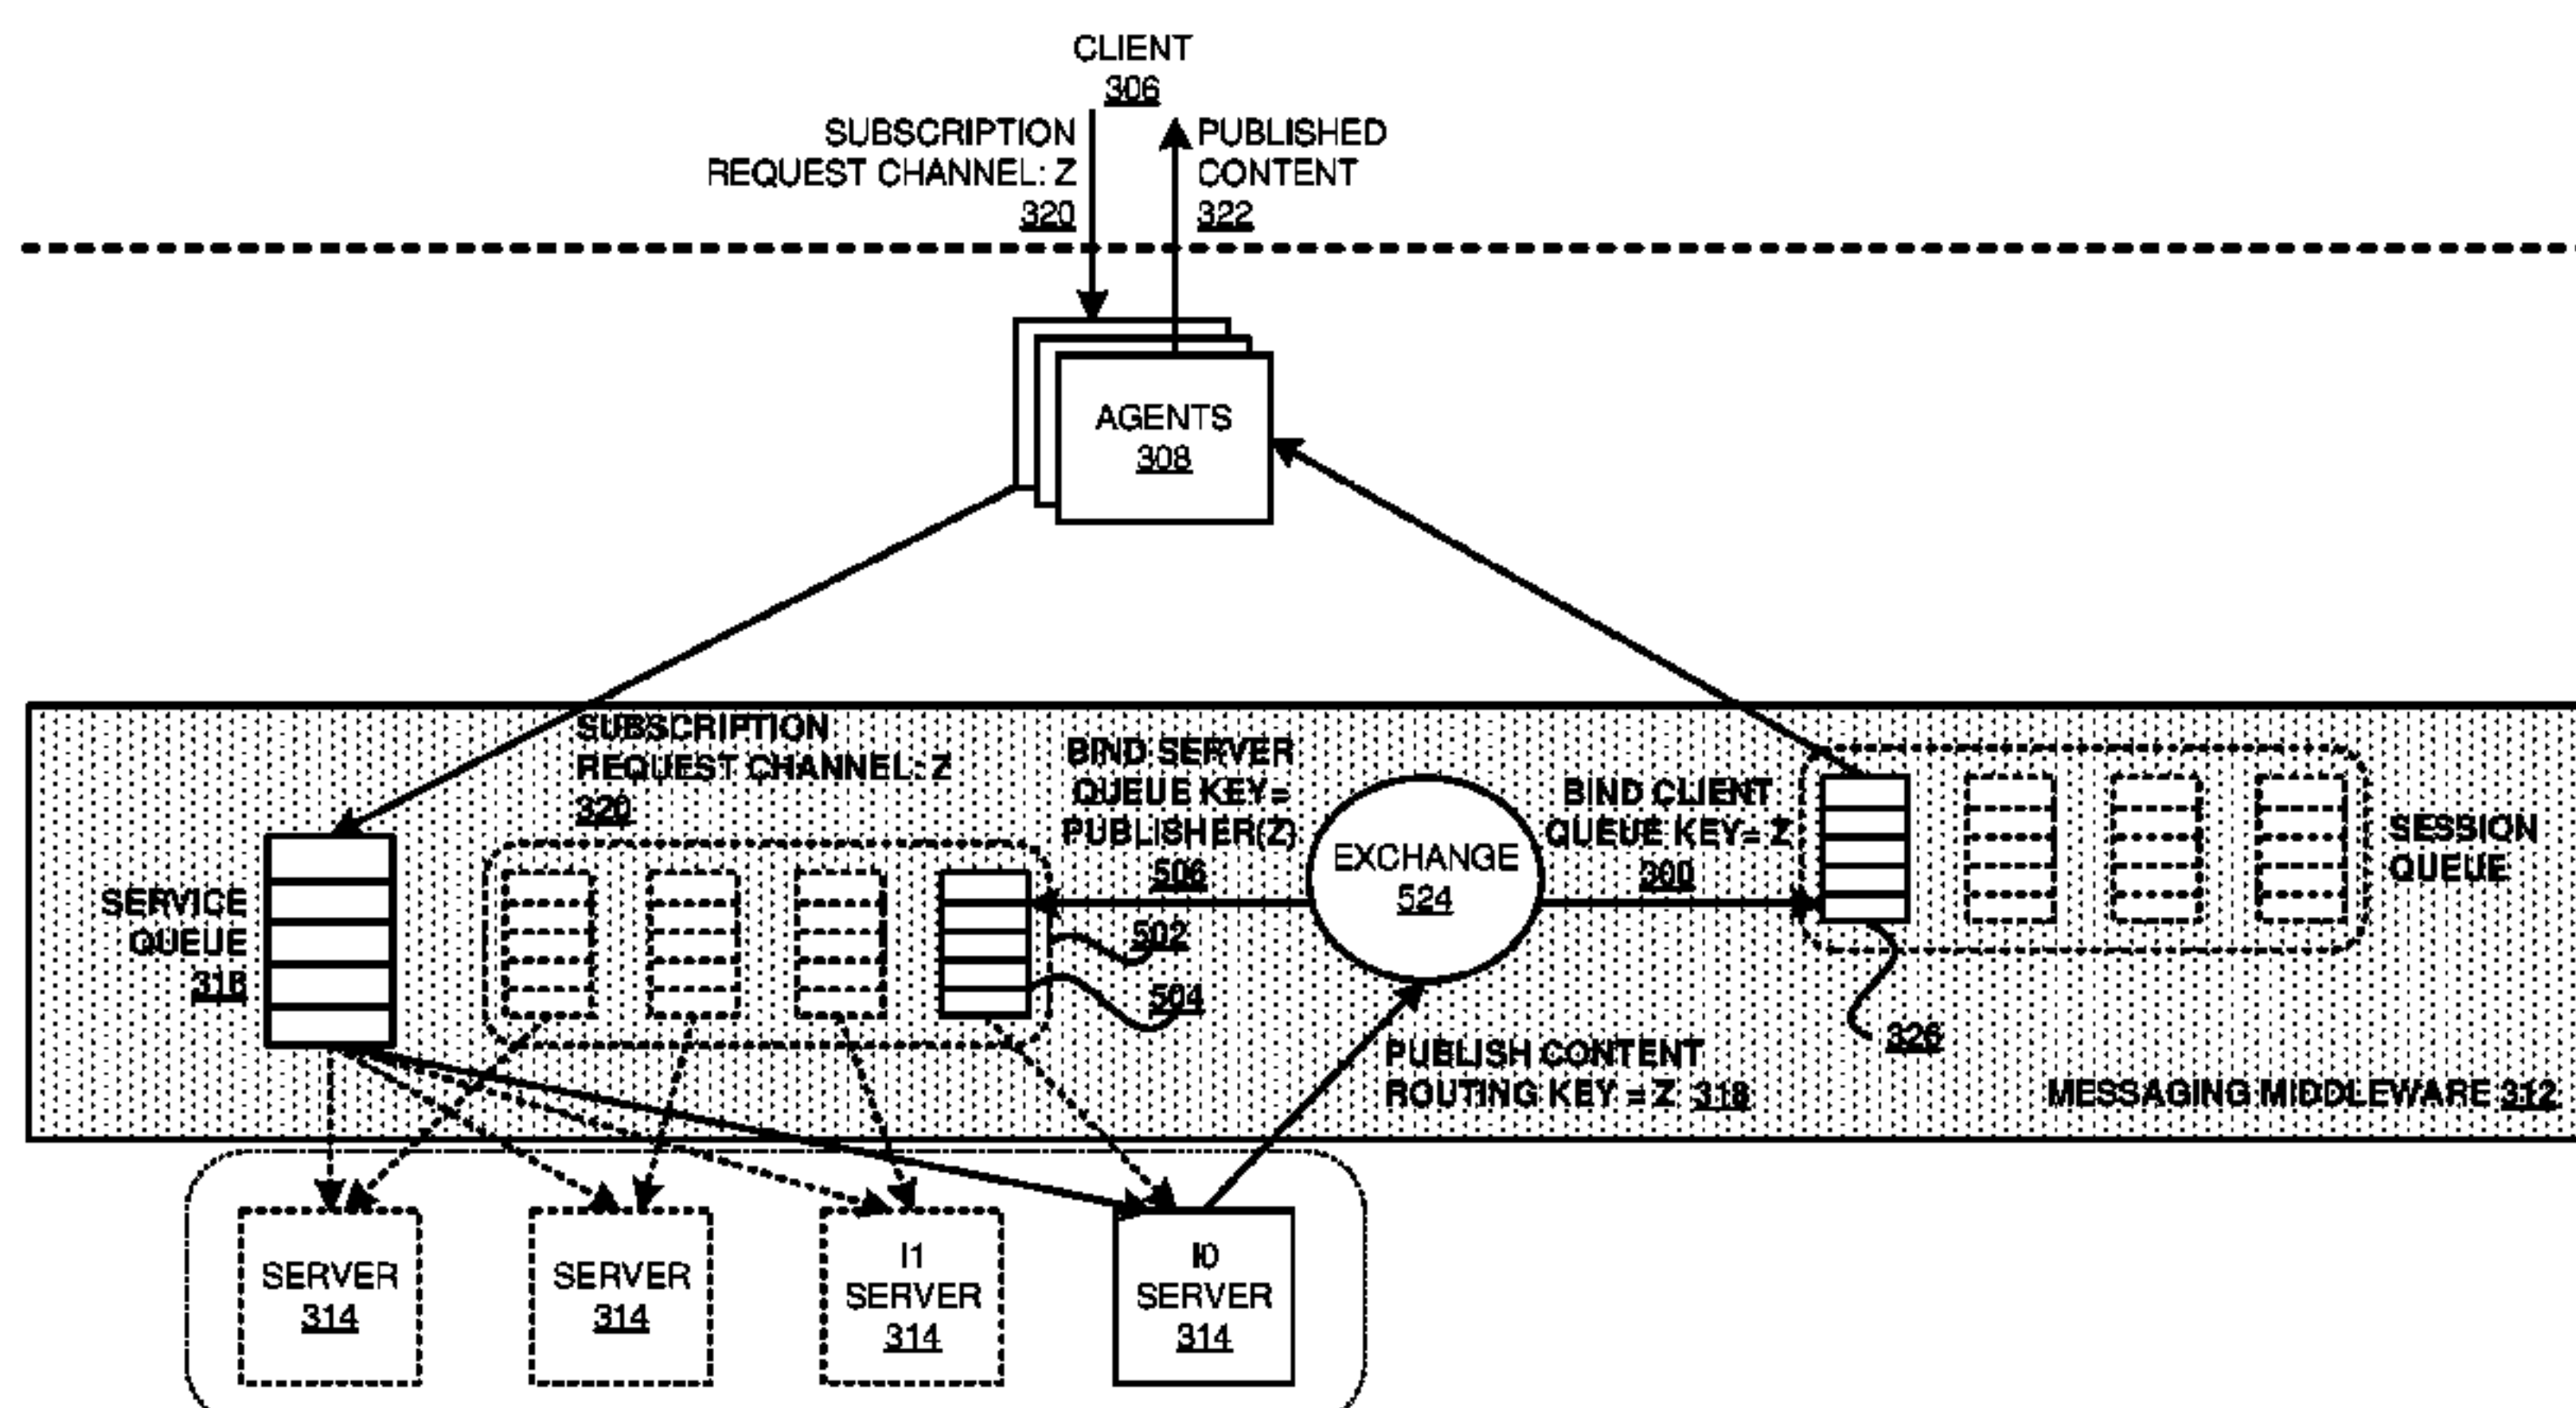 CLIENT
306
SUBSCRIPTION
REQUEST CHANNEL: Z
320
PUBLISHED
CONTENT
322
AGENTS
308
SUBSCRIPTION
REQUEST CHANNEL: Z
320
BIND SERVER
QUEUE KEY =
PUBLISHER(Z)
506
502
504
EXCHANGE
524
BIND CLIENT
QUEUE KEY = Z
300
SESSION
QUEUE
326
SERVICE
QUEUE
316
PUBLISH CONTENT
ROUTING KEY = Z 318
MESSAGING MIDDLEWARE 312
SERVER
314
SERVER
314
I1
SERVER
314
I0
SERVER
314